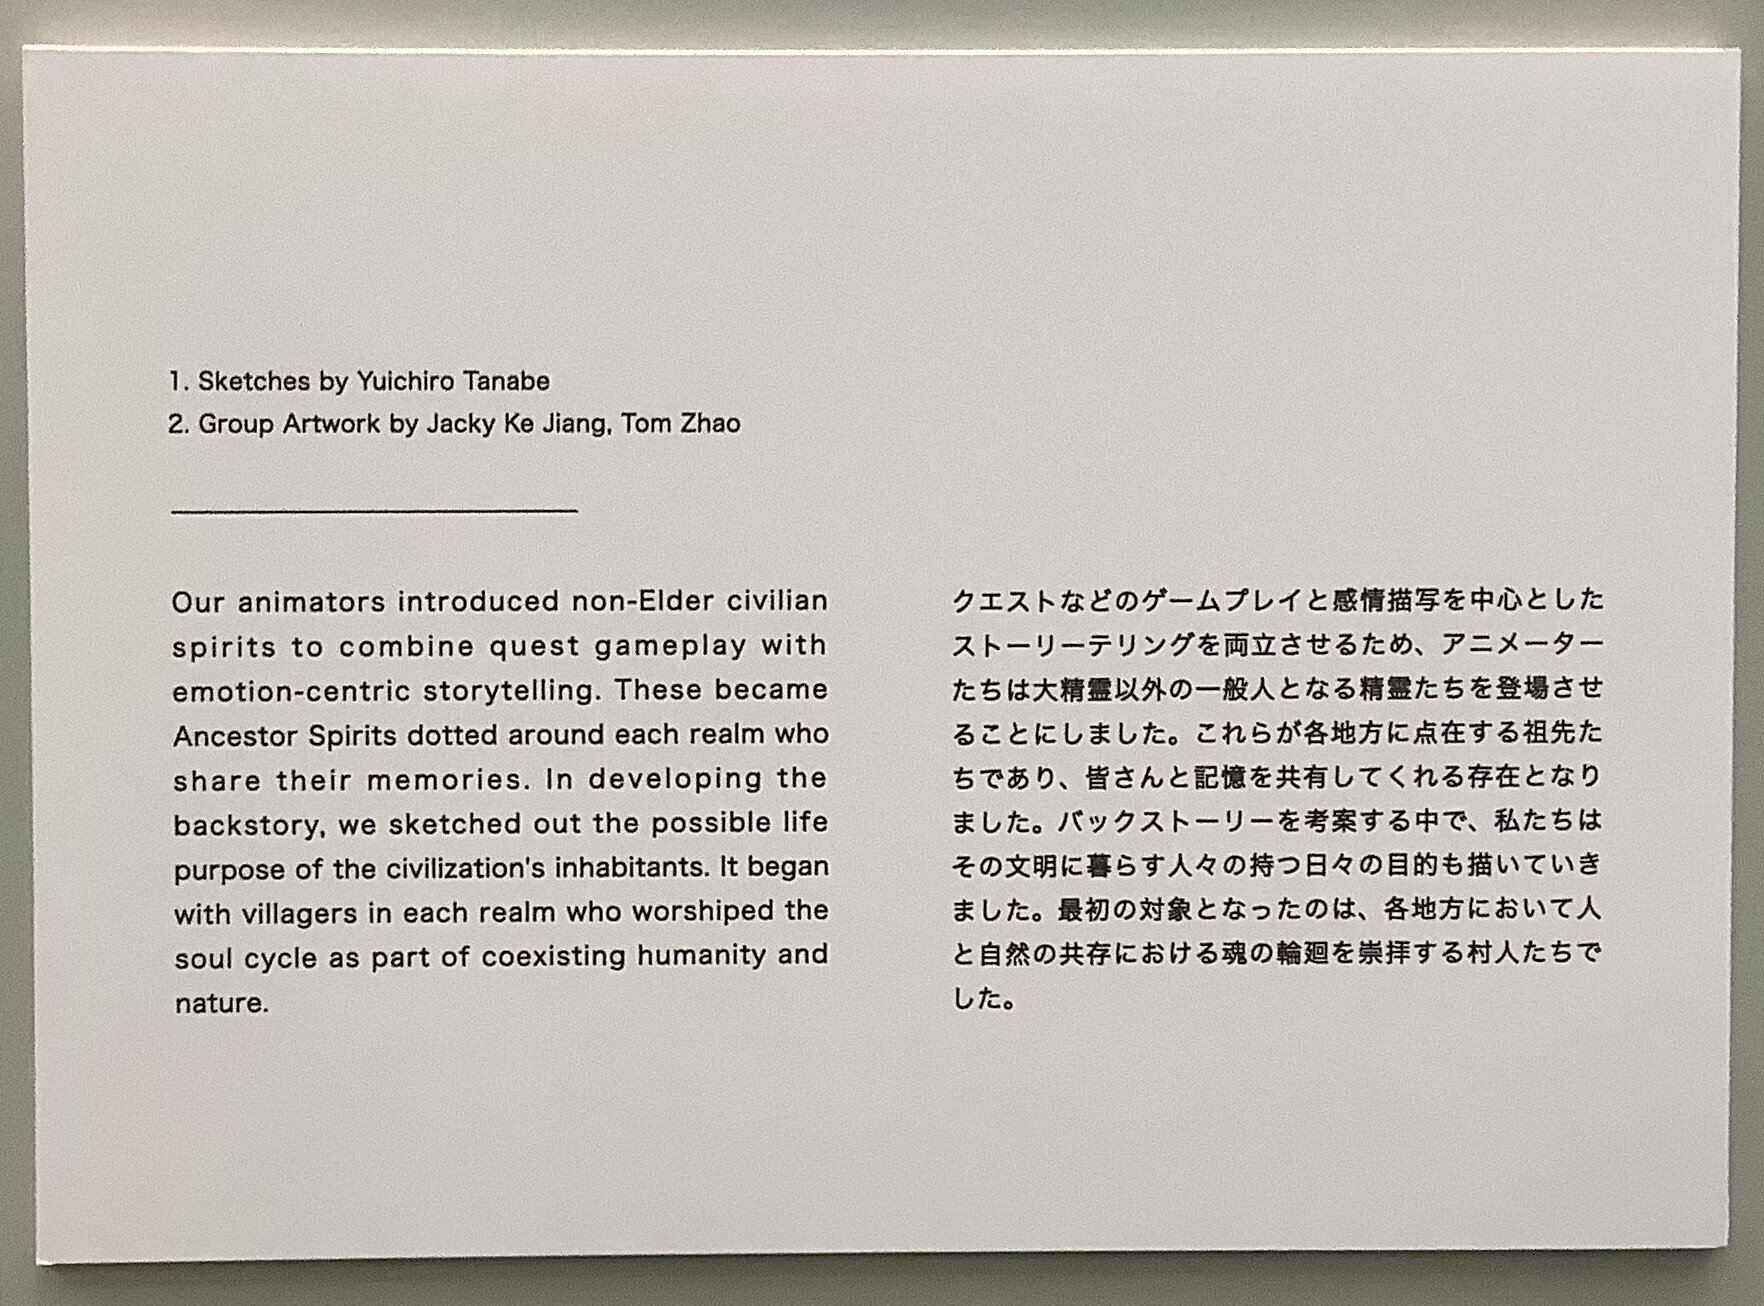 1. Sketches by Yuichiro Tanabe
2. Group Artwork by Jacky Ke Jiang, Tom Zhao
Our animators introduced non-Elder civilian
spirits to combine quest gameplay with
emotion-centric storytelling. These became
Ancestor Spirits dotted around each realm who
share their memories. In developing the
backstory, we sketched out the possible life
purpose of the civilization's inhabitants. It began
with villagers in each realm who worshiped the
soul cycle as part of coexisting humanity and
nature.
クエストなどのゲームプレイと感情描写を中心とした
ストーリーテリングを両立させるため、アニメーター
たちは大精霊以外の一般人となる精霊たちを登場させ
ることにしました。これらが各地方に点在する祖先た
ちであり、皆さんと記憶を共有してくれる存在となり
ました。バックストーリーを考案する中で、私たちは
その文明に暮らす人々の持つ日々の目的も描いていき
ました。最初の対象となったのは、各地方において人
と自然の共存における魂の輪廻を崇拝する村人たちで
した。